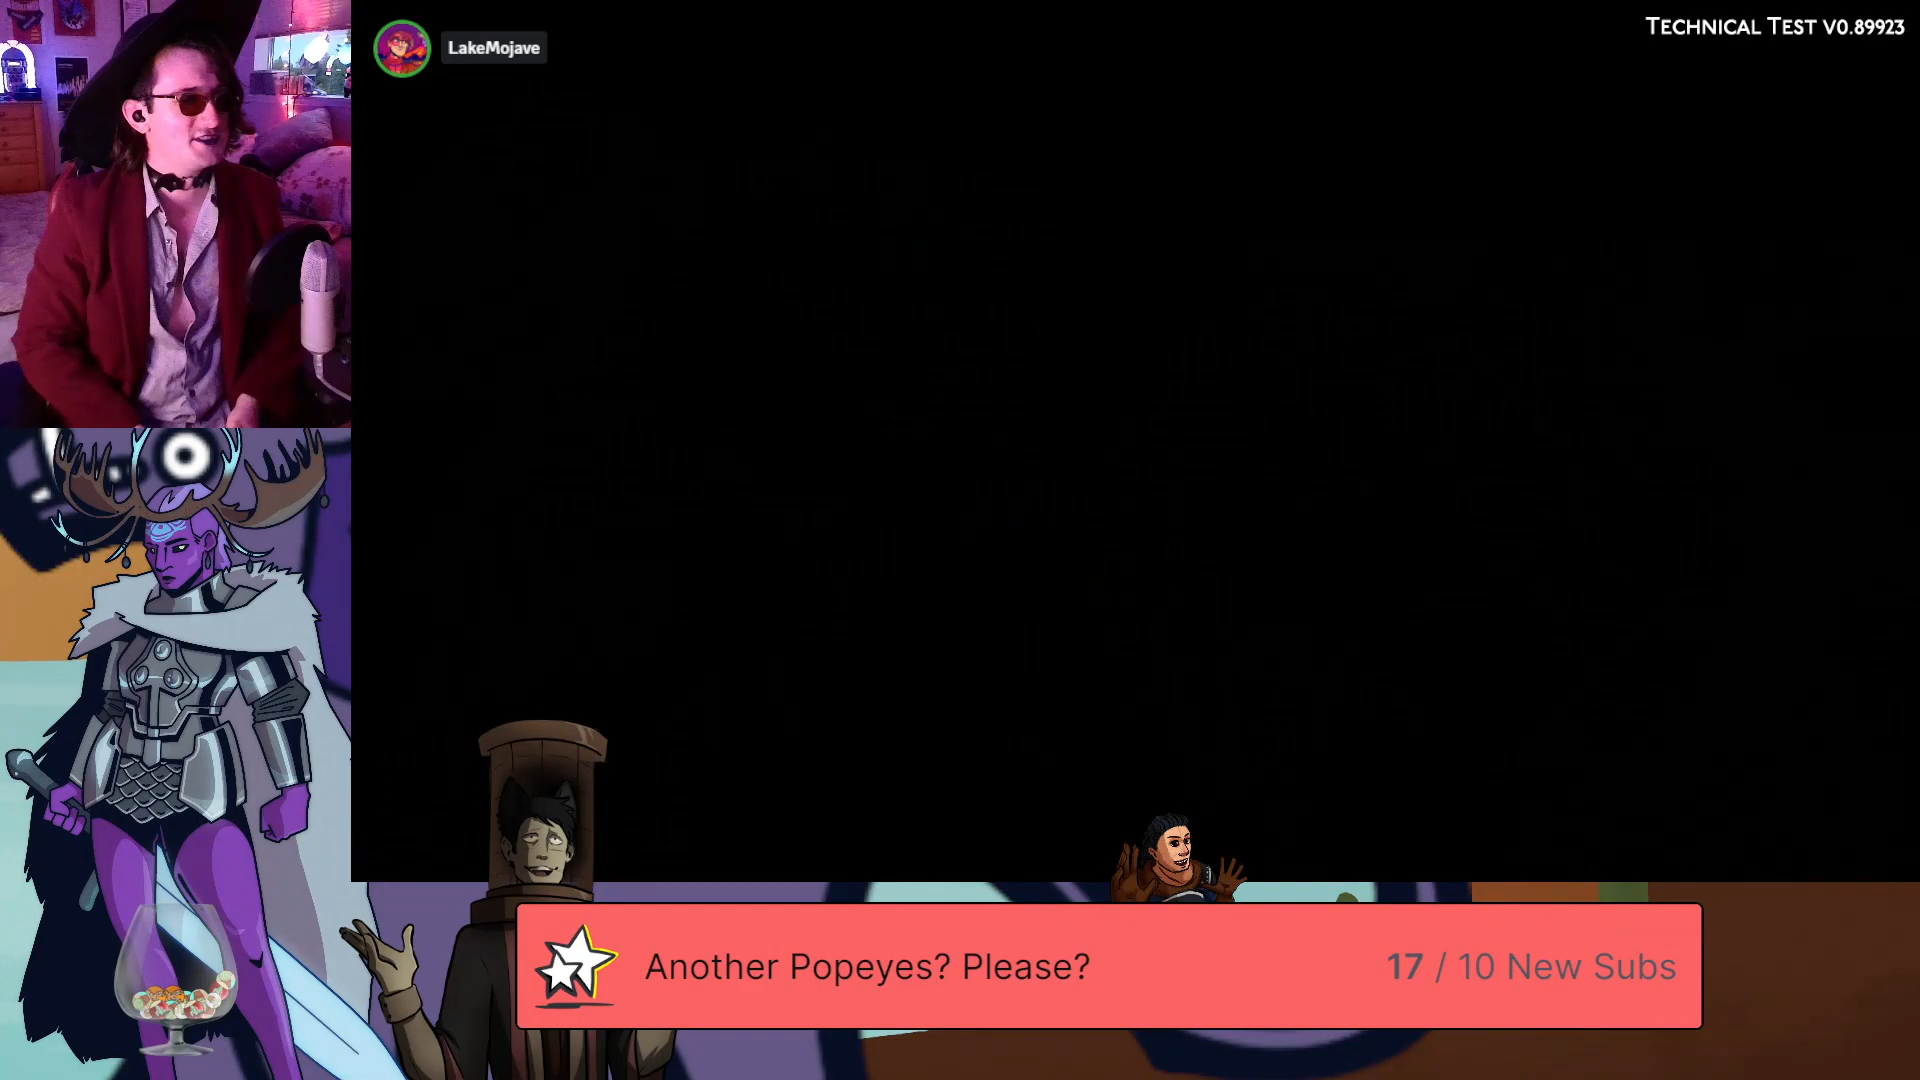 LakeMojave
Technical Test v0.89923
Another Popeyes? Please?
17 / 10 New Subs